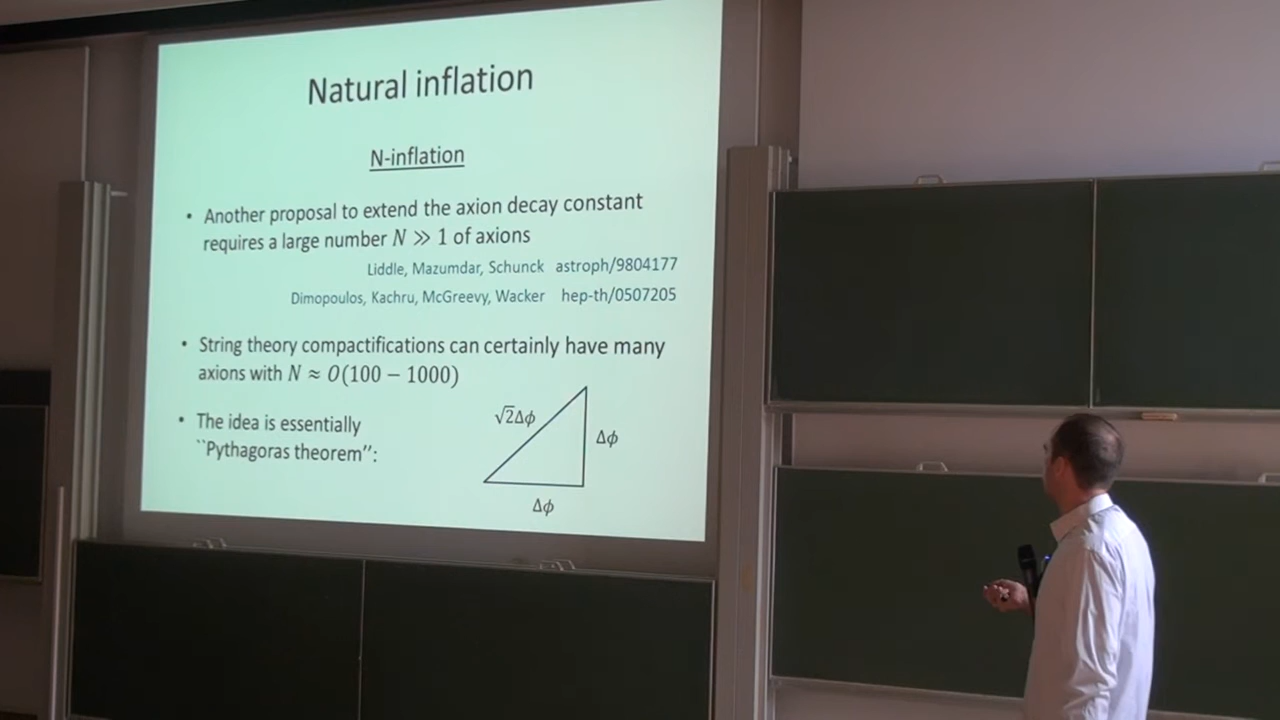 Natural inflation
N-inflation
• Another proposal to extend the axion decay constant
requires a large number N ≫ 1 of axions
Liddle, Mazumdar, Schunck astroph/9804177
Dimopoulos, Kachru, McGreevy, Wacker hep-th/0507205
• String theory compactifications can certainly have many
axions with N ≈ O(100 − 1000)
• The idea is essentially
``Pythagoras theorem”:
√2Δϕ
Δϕ
Δϕ